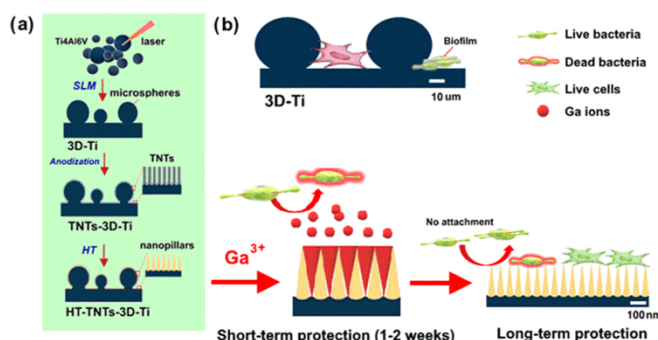 (a)
Ti4Al6V
laser
SLM
microspheres
3D-Ti
Anodization
TNTs
TNTs-3D-Ti
HT
nanopillars
HT-TNTs-3D-Ti
(b)
Biofilm
3D-Ti
10 um
Live bacteria
Dead bacteria
Live cells
Ga ions
Ga3+
Short-term protection (1-2 weeks)
No attachment
100nm
Long-term protection